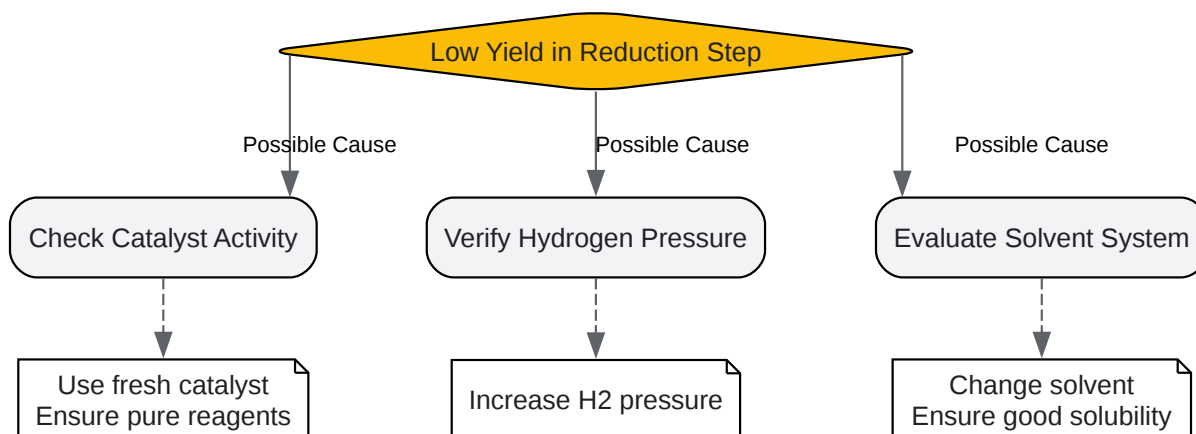 Low Yield in Reduction Step
Possible Cause
Possible Cause
Possible Cause
Check Catalyst Activity
Verify Hydrogen Pressure
Evaluate Solvent System
Use fresh catalyst
Ensure pure reagents
Increase H2 pressure
Change solvent
Ensure good solubility